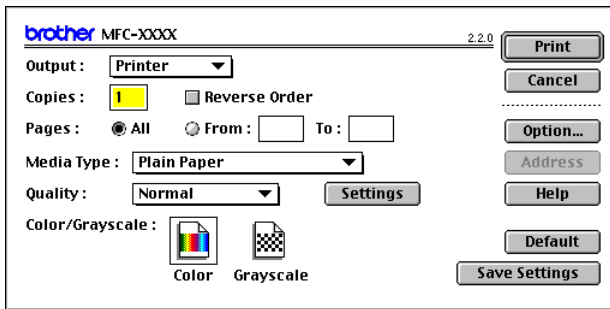 brother MFC-XXXX 2.2.0
Print
Output : Printer
Cancel
Copies : 1 Reverse Order
Pages : All From : To :
Option...
Media Type : Plain Paper
Address
Quality : Normal Settings
Help
Color/Grayscale :
Default
Color Grayscale
Save Settings